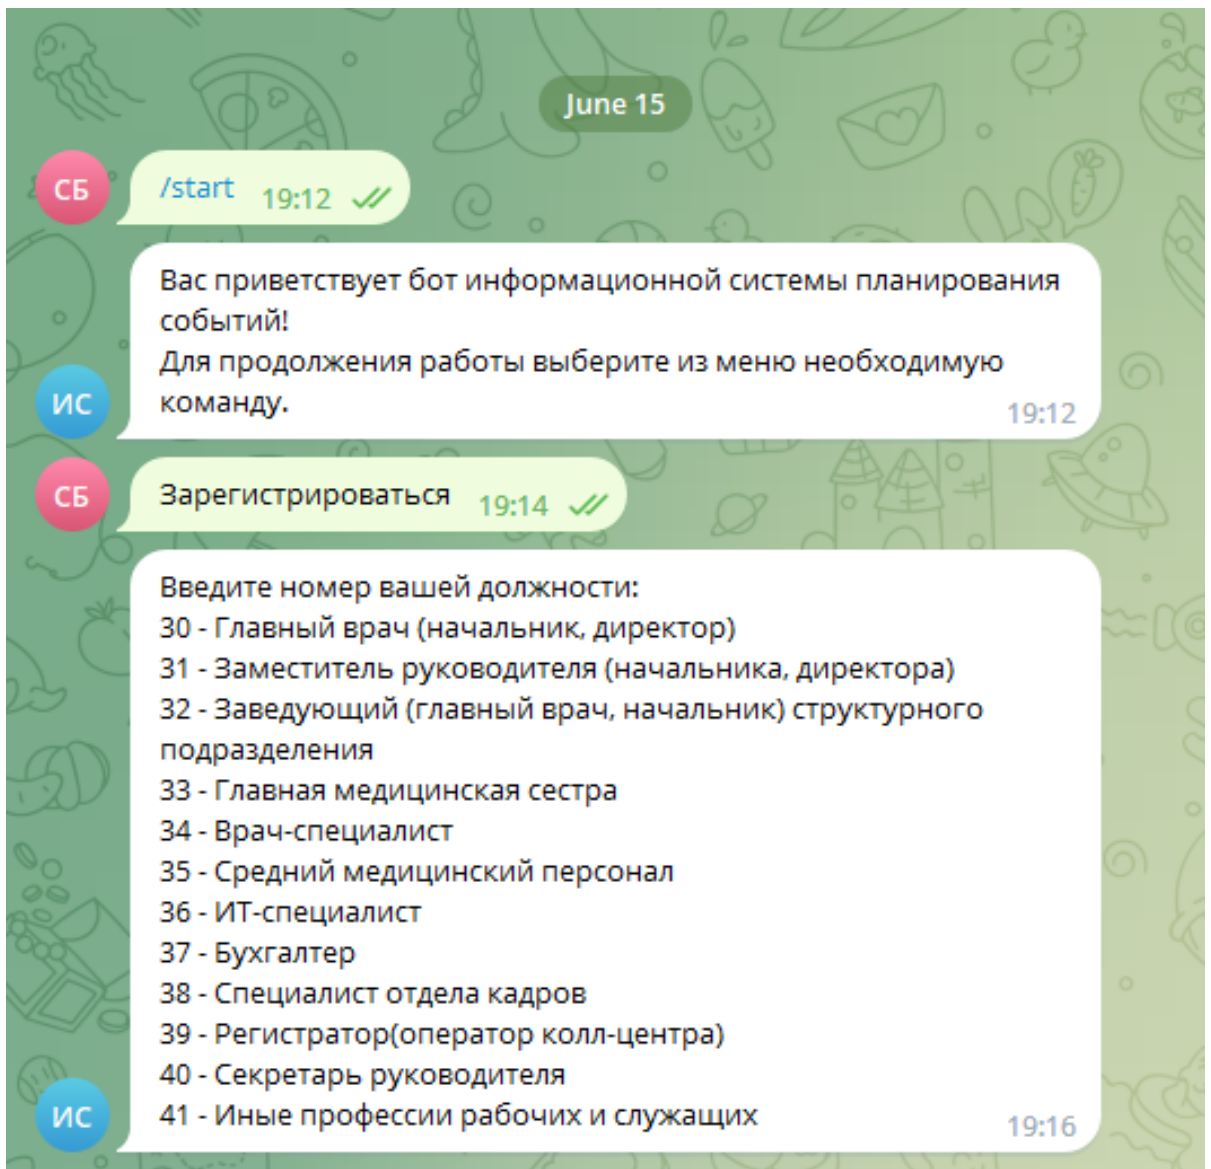 June 15
СБ
/start 19:12
Вас приветствует бот информационной системы планирования
событий!
Для продолжения работы выберите из меню необходимую
команду.
ИС
19:12
СБ
Зарегистрироваться 19:14
Введите номер вашей должности:
30 - Главный врач (начальник, директор)
31 - Заместитель руководителя (начальника, директора)
32 - Заведующий (главный врач, начальник) структурного
подразделения
33 - Главная медицинская сестра
34 - Врач-специалист
35 - Средний медицинский персонал
36 - ИТ-специалист
37 - Бухгалтер
38 - Специалист отдела кадров
39 - Регистратор(оператор колл-центра)
40 - Секретарь руководителя
41 - Иные профессии рабочих и служащих
ИС
19:16